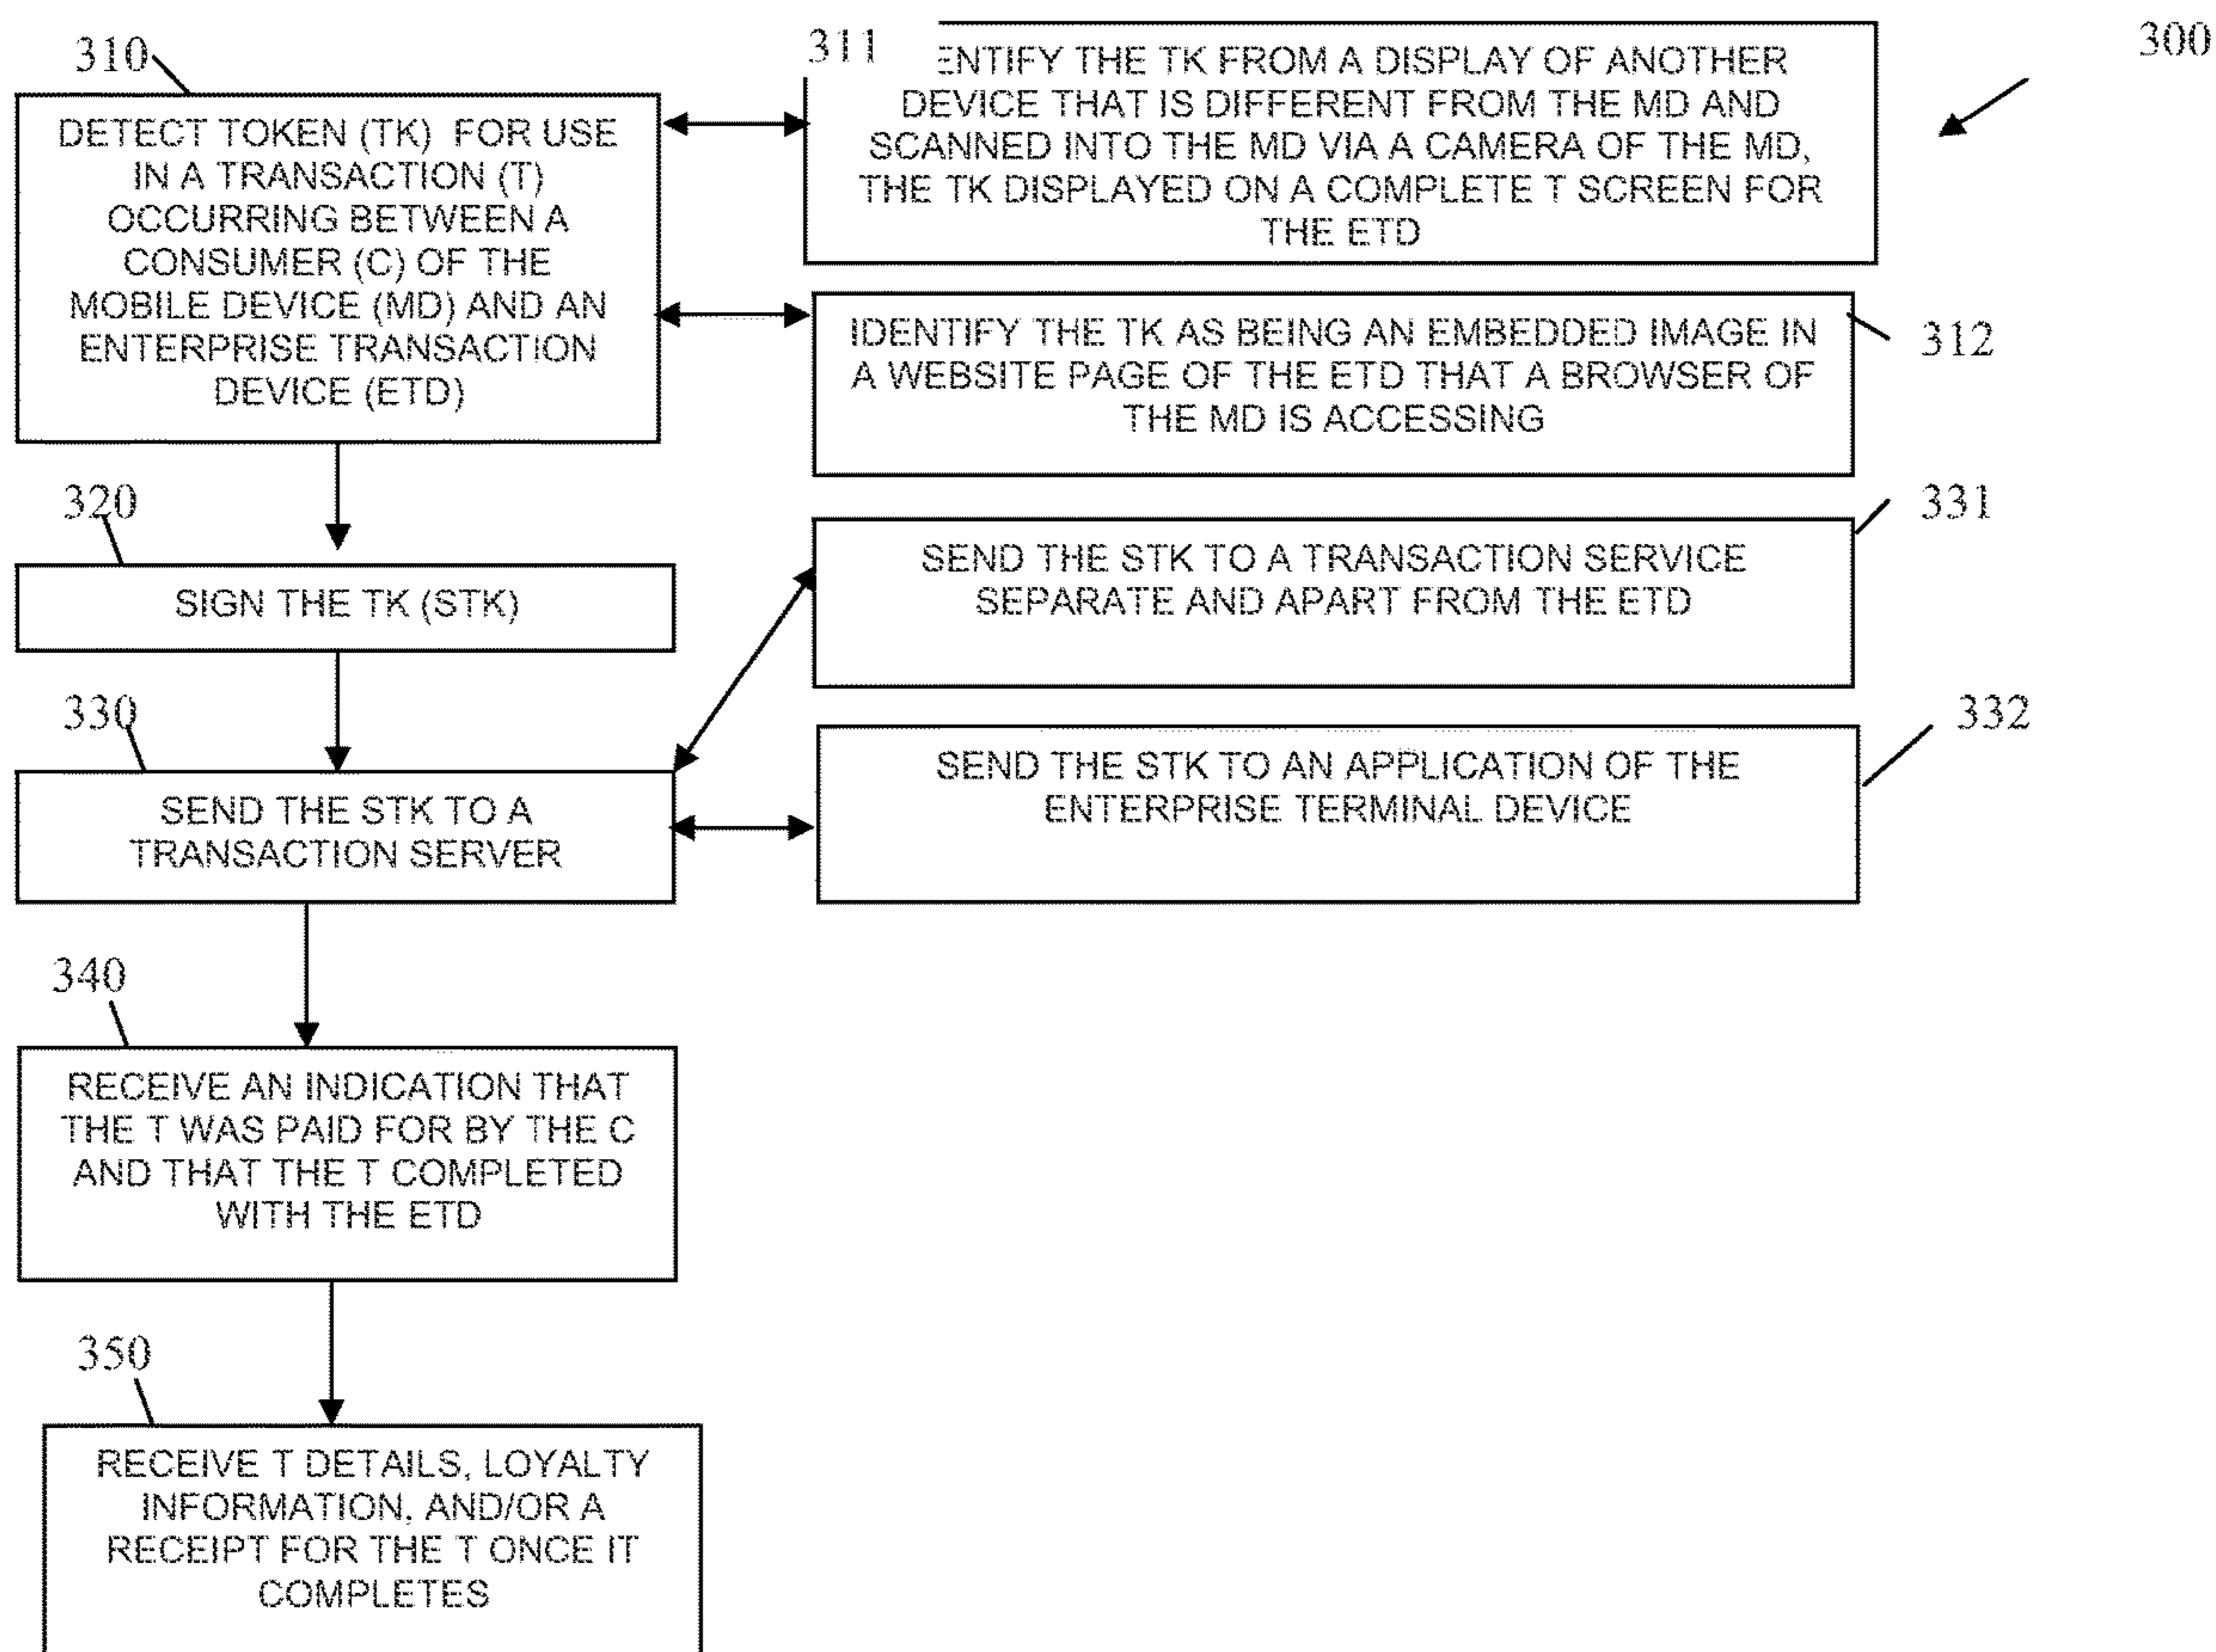 300
310
DETECT TOKEN (TK) FOR USE
IN A TRANSACTION (T)
OCCURRING BETWEEN A
CONSUMER (C) OF THE
MOBILE DEVICE (MD) AND AN
ENTERPRISE TRANSACTION
DEVICE (ETD)
311
ENTIFY THE TK FROM A DISPLAY OF ANOTHER
DEVICE THAT IS DIFFERENT FROM THE MD AND
SCANNED INTO THE MD VIA A CAMERA OF THE MD,
THE TK DISPLAYED ON A COMPLETE T SCREEN FOR
THE ETD
312
IDENTIFY THE TK AS BEING AN EMBEDDED IMAGE IN
A WEBSITE PAGE OF THE ETD THAT A BROWSER OF
THE MD IS ACCESSING
320
SIGN THE TK (STK)
330
SEND THE STK TO A
TRANSACTION SERVER
331
SEND THE STK TO A TRANSACTION SERVICE
SEPARATE AND APART FROM THE ETD
332
SEND THE STK TO AN APPLICATION OF THE
ENTERPRISE TERMINAL DEVICE
340
RECEIVE AN INDICATION THAT
THE T WAS PAID FOR BY THE C
AND THAT THE T COMPLETED
WITH THE ETD
350
RECEIVE T DETAILS, LOYALTY
INFORMATION, AND/OR A
RECEIPT FOR THE T ONCE IT
COMPLETES